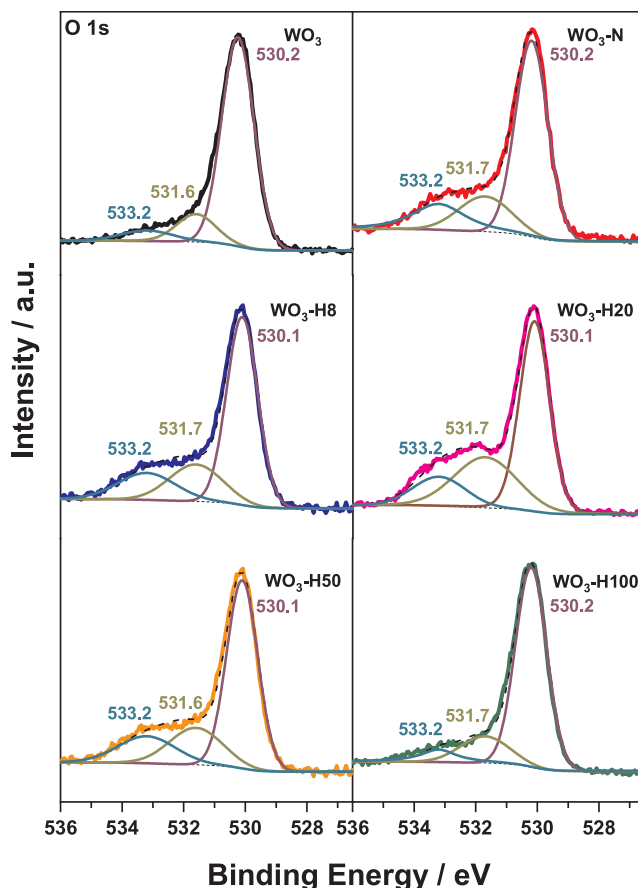 O 1s
WO3
530.2
531.6
533.2
WO3-N
530.2
531.7
533.2
WO3-H8
530.1
531.7
533.2
WO3-H20
530.1
531.7
533.2
WO3-H50
530.1
531.6
533.2
WO3-H100
530.2
531.7
533.2
Intensity / a.u.
536 534 532 530 536 534 532 530 528
Binding Energy / eV